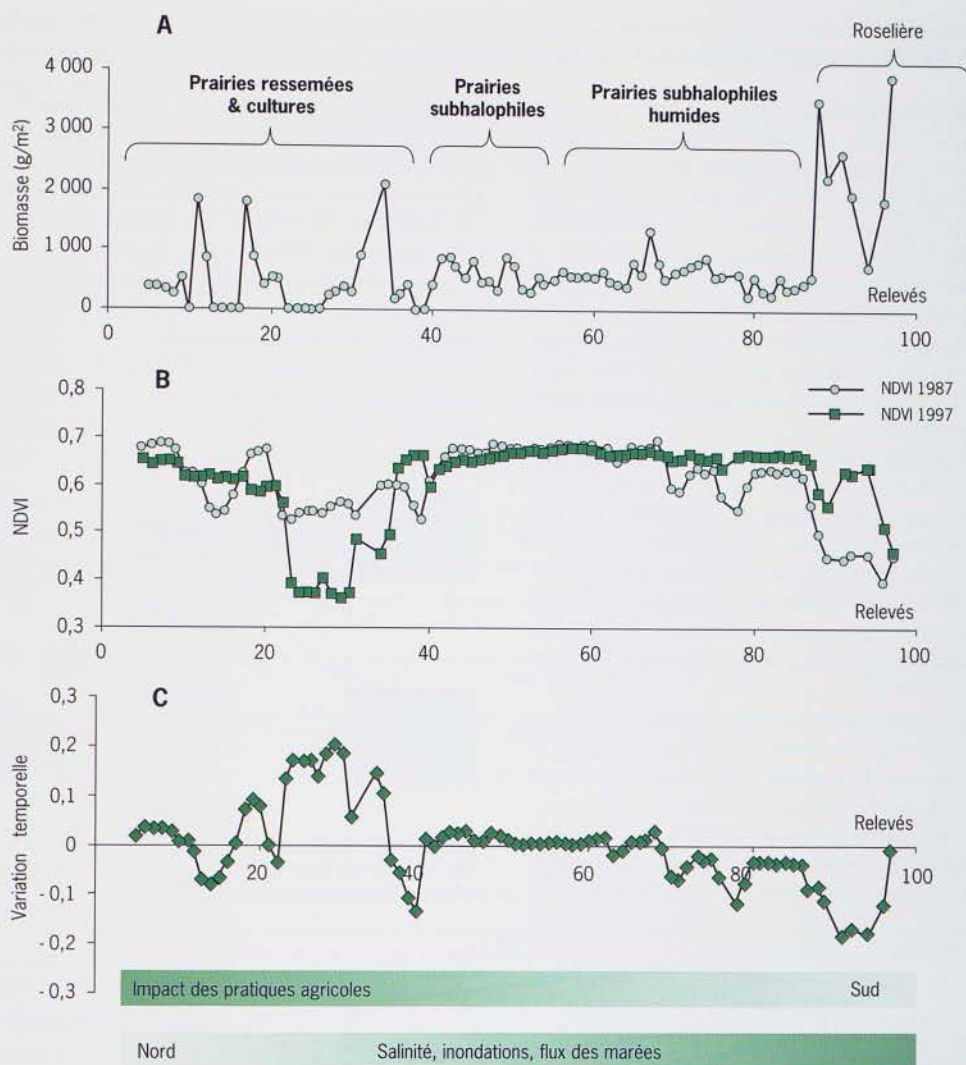 A
Roselière
Prairies ressemées
& cultures
Prairies
subhalophiles
Prairies subhalophiles
humides
Biomasse (g/m²)
4 000
3 000
2 000
1 000
0
Relevés
0 20 40 60 80 100
B
NDVI 1987
NDVI 1997
NDVI
0,8
0,7
0,6
0,5
0,4
0,3
Relevés
0 20 40 60 80 100
C
Variation temporelle
0,3
0,2
0,1
0
- 0,1
- 0,2
- 0,3
Relevés
20 40 60 80 100
Impact des pratiques agricoles Sud
Nord Salinité, inondations, flux des marées